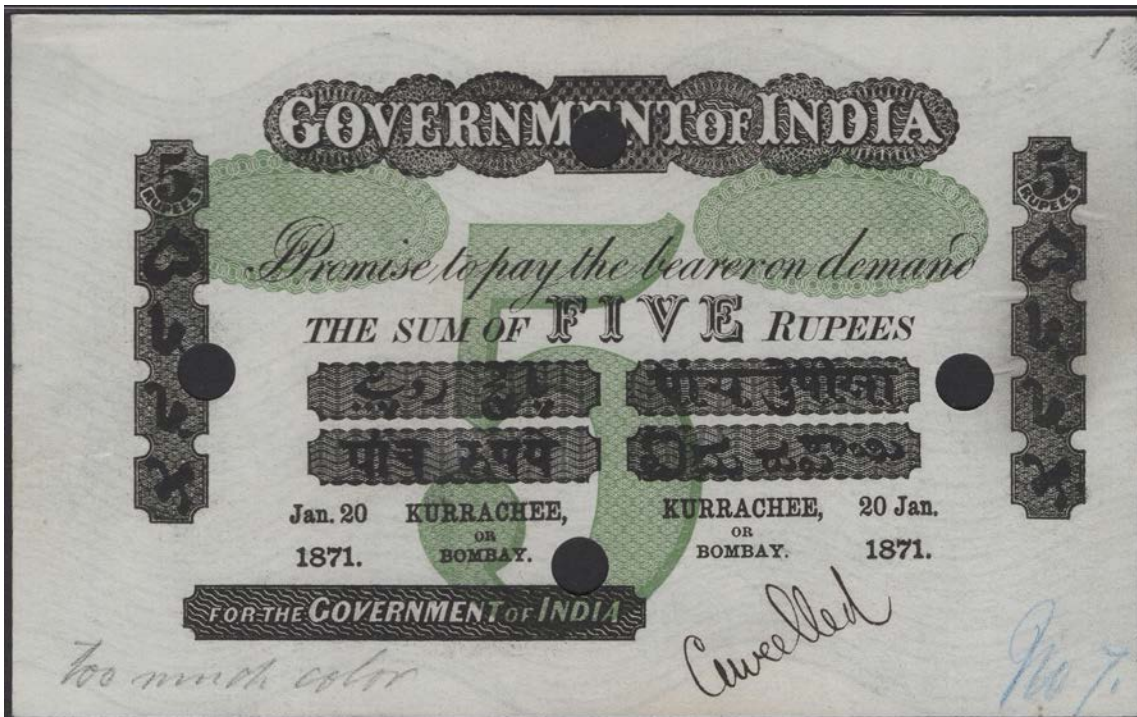 1
GOVERNMENT OF INDIA
5 RUPEES
5 RUPEES
I Promise to pay the bearer on demand
THE SUM OF FIVE RUPEES
पांच रुपये
Jan. 20 KURRACHEE, KURRACHEE, 20 Jan.
OR OR
1871. BOMBAY. BOMBAY. 1871.
FOR THE GOVERNMENT OF INDIA
Cancelled
too much color
No 7.